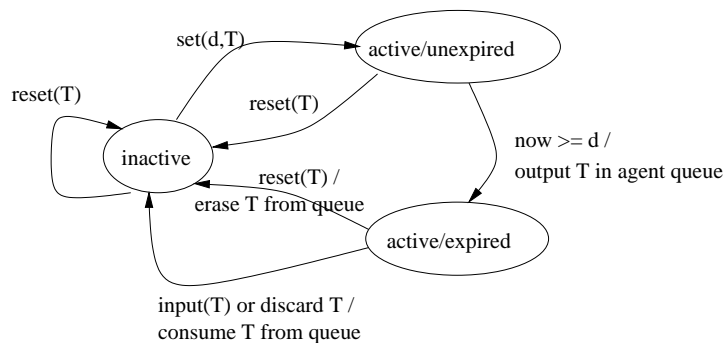 set(d,T)
active/unexpired
reset(T)
reset(T)
now >= d /
output T in agent queue
inactive
reset(T) /
erase T from queue
active/expired
input(T) or discard T /
consume T from queue